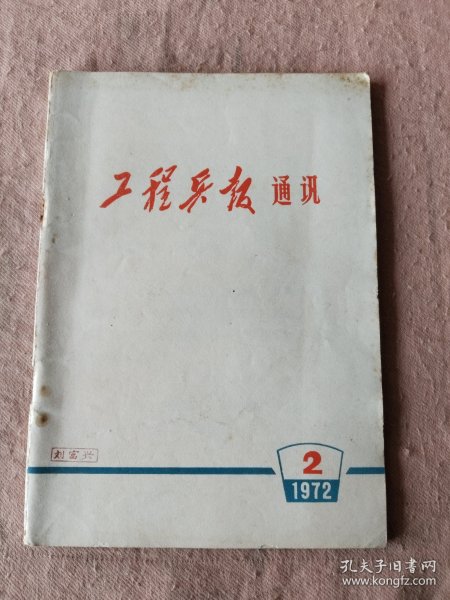 工程兵报 通讯
刘富兴
2
1972
孔夫子旧书网
www.kongfz.com